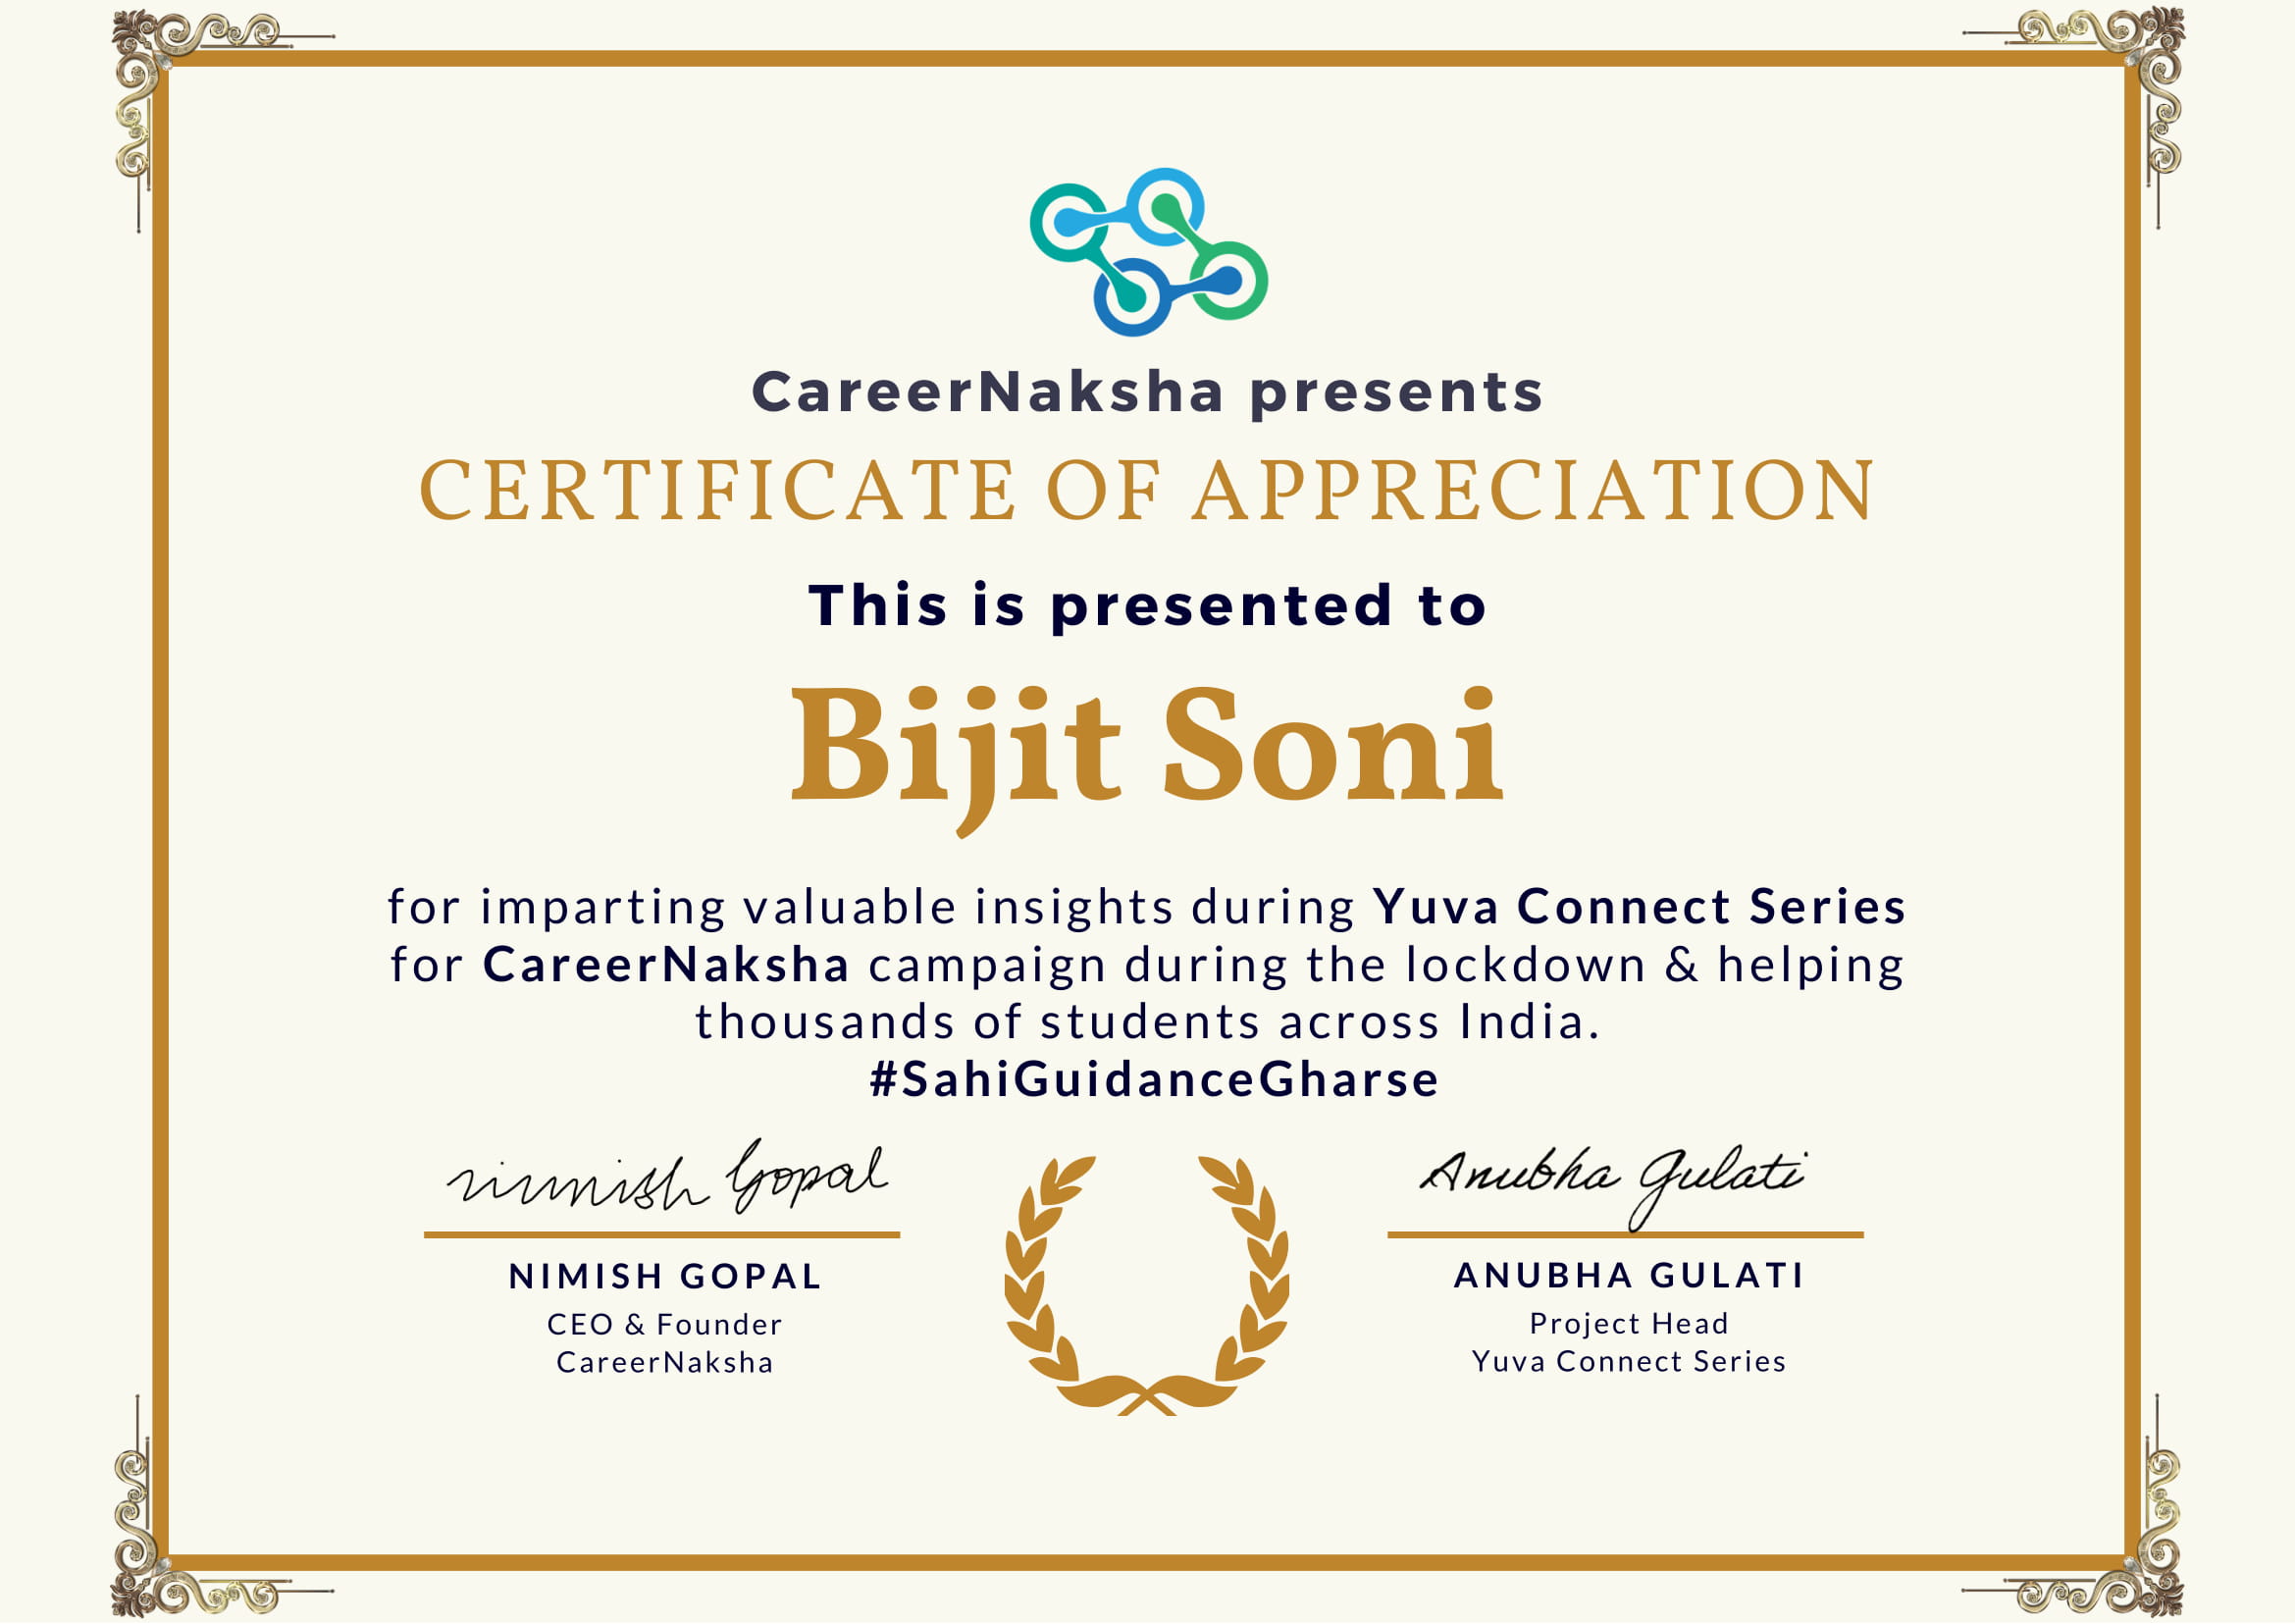 CareerNaksha presents
CERTIFICATE OF APPRECIATION
This is presented to
Bijit Soni
for imparting valuable insights during Yuva Connect Series
for CareerNaksha campaign during the lockdown & helping
thousands of students across India.
#SahiGuidanceGharse
Nimish Gopal
NIMISH GOPAL
CEO & Founder
CareerNaksha
Anubha Gulati
ANUBHA GULATI
Project Head
Yuva Connect Series